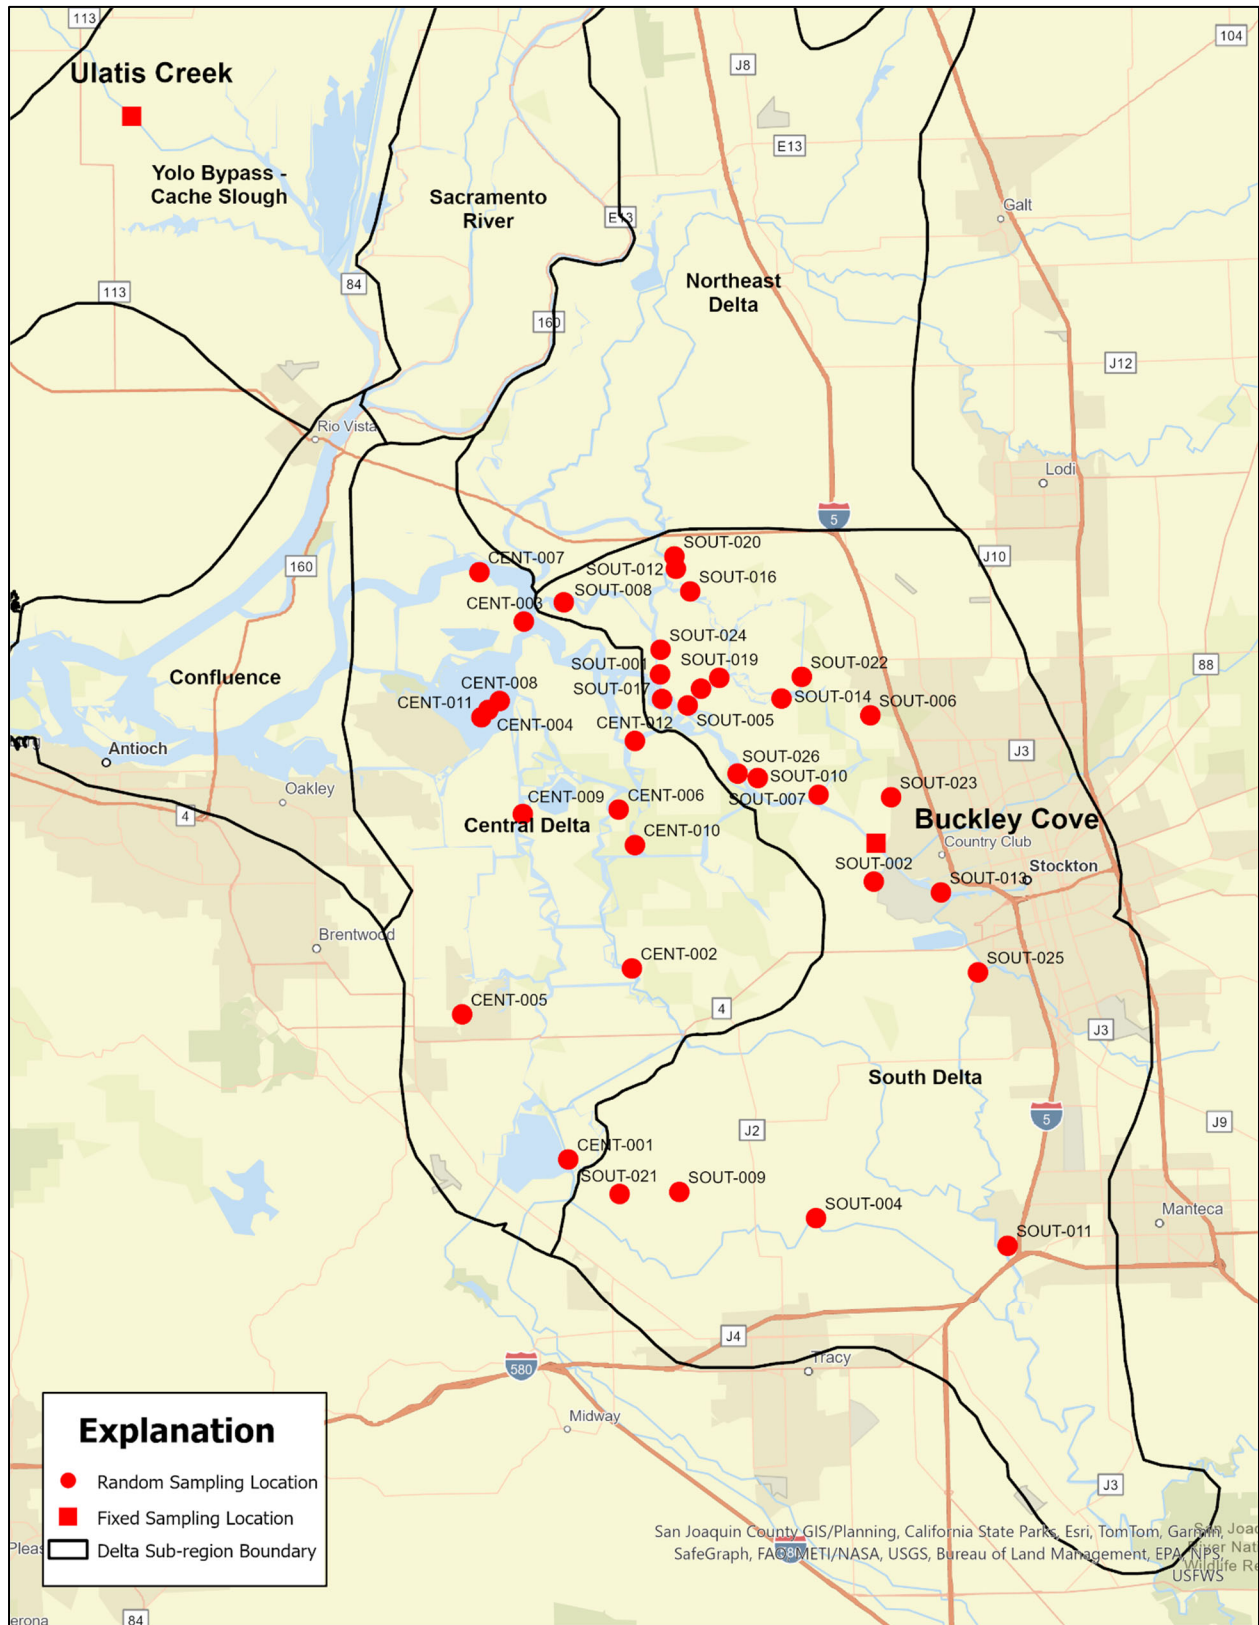 113
104
J8
Ulatis Creek
E13
Yolo Bypass -
Cache Slough
Sacramento
River
E13
Galt
84
Northeast
Delta
113
160
J12
Rio Vista
Lodi
5
SOUT-020
J10
CENT-007
SOUT-012
160
SOUT-016
SOUT-008
CENT-003
SOUT-024
SOUT-001
SOUT-019
SOUT-022
88
Confluence
CENT-008
SOUT-017
SOUT-014
SOUT-006
CENT-011
CENT-004
SOUT-005
CENT-012
Antioch
J3
SOUT-026
SOUT-010
Oakley
SOUT-007
SOUT-023
CENT-009
CENT-006
4
Central Delta
Buckley Cove
CENT-010
Country Club
SOUT-002
Stockton
SOUT-013
Brentwood
CENT-002
SOUT-025
CENT-005
4
J3
South Delta
J2
5
J9
CENT-001
SOUT-021
SOUT-009
SOUT-004
Manteca
SOUT-011
J4
Tracy
580
Midway
Explanation
Random Sampling Location
Fixed Sampling Location
Delta Sub-region Boundary
J3
San Joaquin County GIS/Planning, California State Parks, Esri, TomTom, Garmin,
SafeGraph, FAO, METI/NASA, USGS, Bureau of Land Management, EPA, NPS,
USFWS
Pleas
84